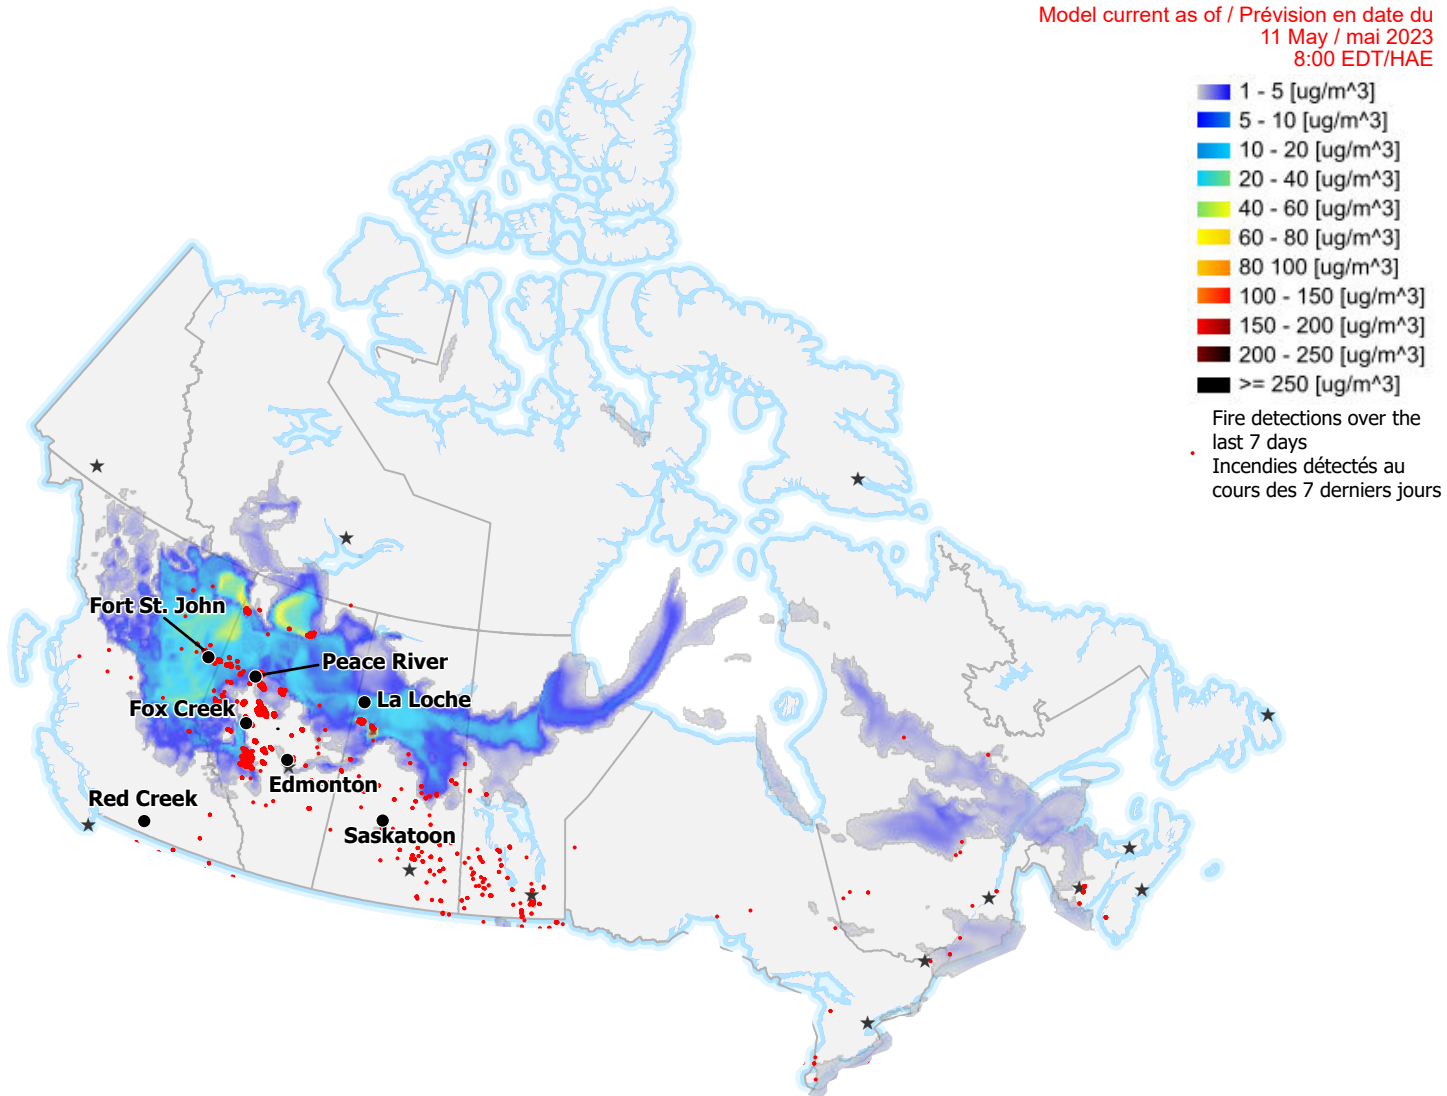 Model current as of / Prévision en date du
11 May / mai 2023
8:00 EDT/HAE
1 - 5 [ug/m^3]
5 - 10 [ug/m^3]
10 - 20 [ug/m^3]
20 - 40 [ug/m^3]
40 - 60 [ug/m^3]
60 - 80 [ug/m^3]
80 100 [ug/m^3]
100 - 150 [ug/m^3]
150 - 200 [ug/m^3]
200 - 250 [ug/m^3]
>= 250 [ug/m^3]
Fire detections over the
last 7 days
Incendies détectés au
cours des 7 derniers jours
Fort St. John
Peace River
La Loche
Fox Creek
Edmonton
Red Creek
Saskatoon